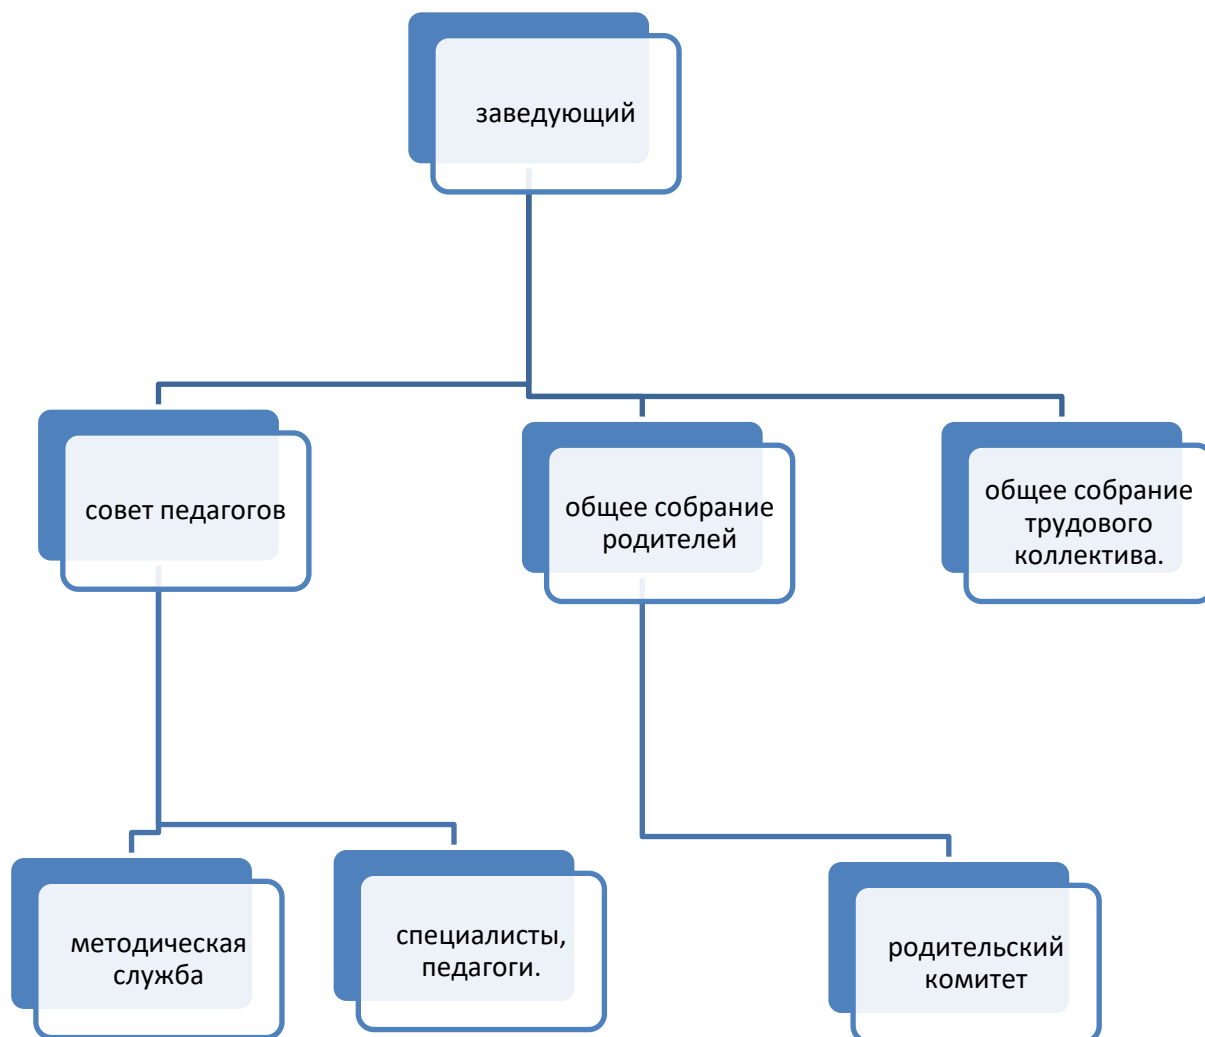 заведующий
совет педагогов
общее собрание
родителей
общее собрание
трудового
коллектива.
методическая
служба
специалисты,
педагоги.
родительский
комитет